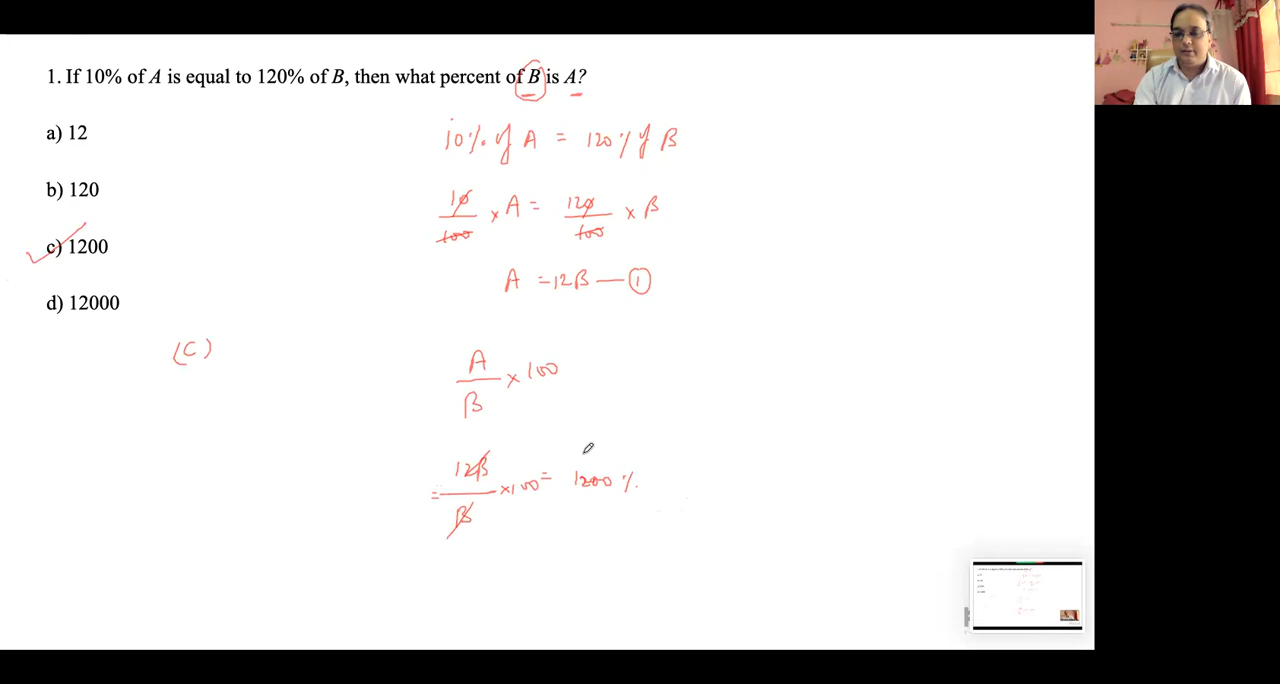 1. If 10% of A is equal to 120% of B, then what percent of B is A?
a) 12
b) 120
c) 1200
d) 12000
(C)
10% of A = 120% of B
10/100 × A = 120/100 × B
A = 12B — ①
A/B × 100
= 12B/B × 100 = 1200%